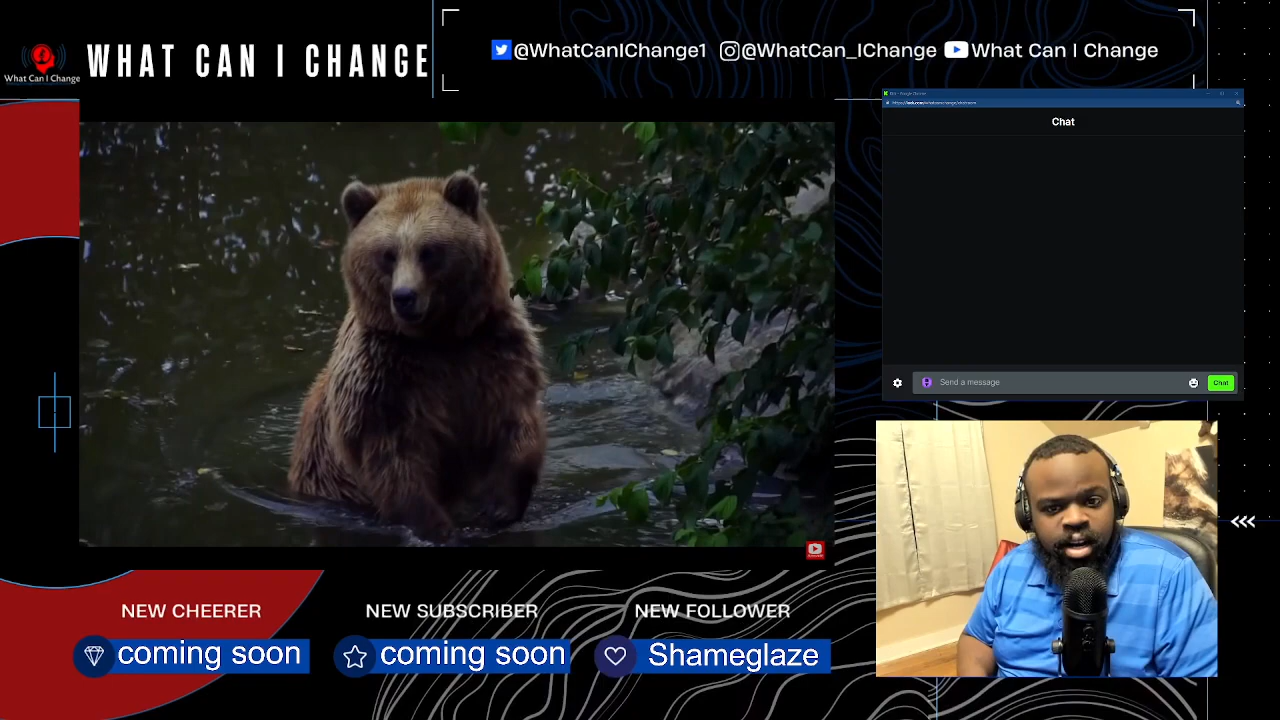 What Can I Change
WHAT CAN I CHANGE
@WhatCanIChange1
@WhatCan_IChange
What Can I Change
Chat
Send a message
Chat
NEW CHEERER
NEW SUBSCRIBER
NEW FOLLOWER
coming soon
coming soon
Shameglaze